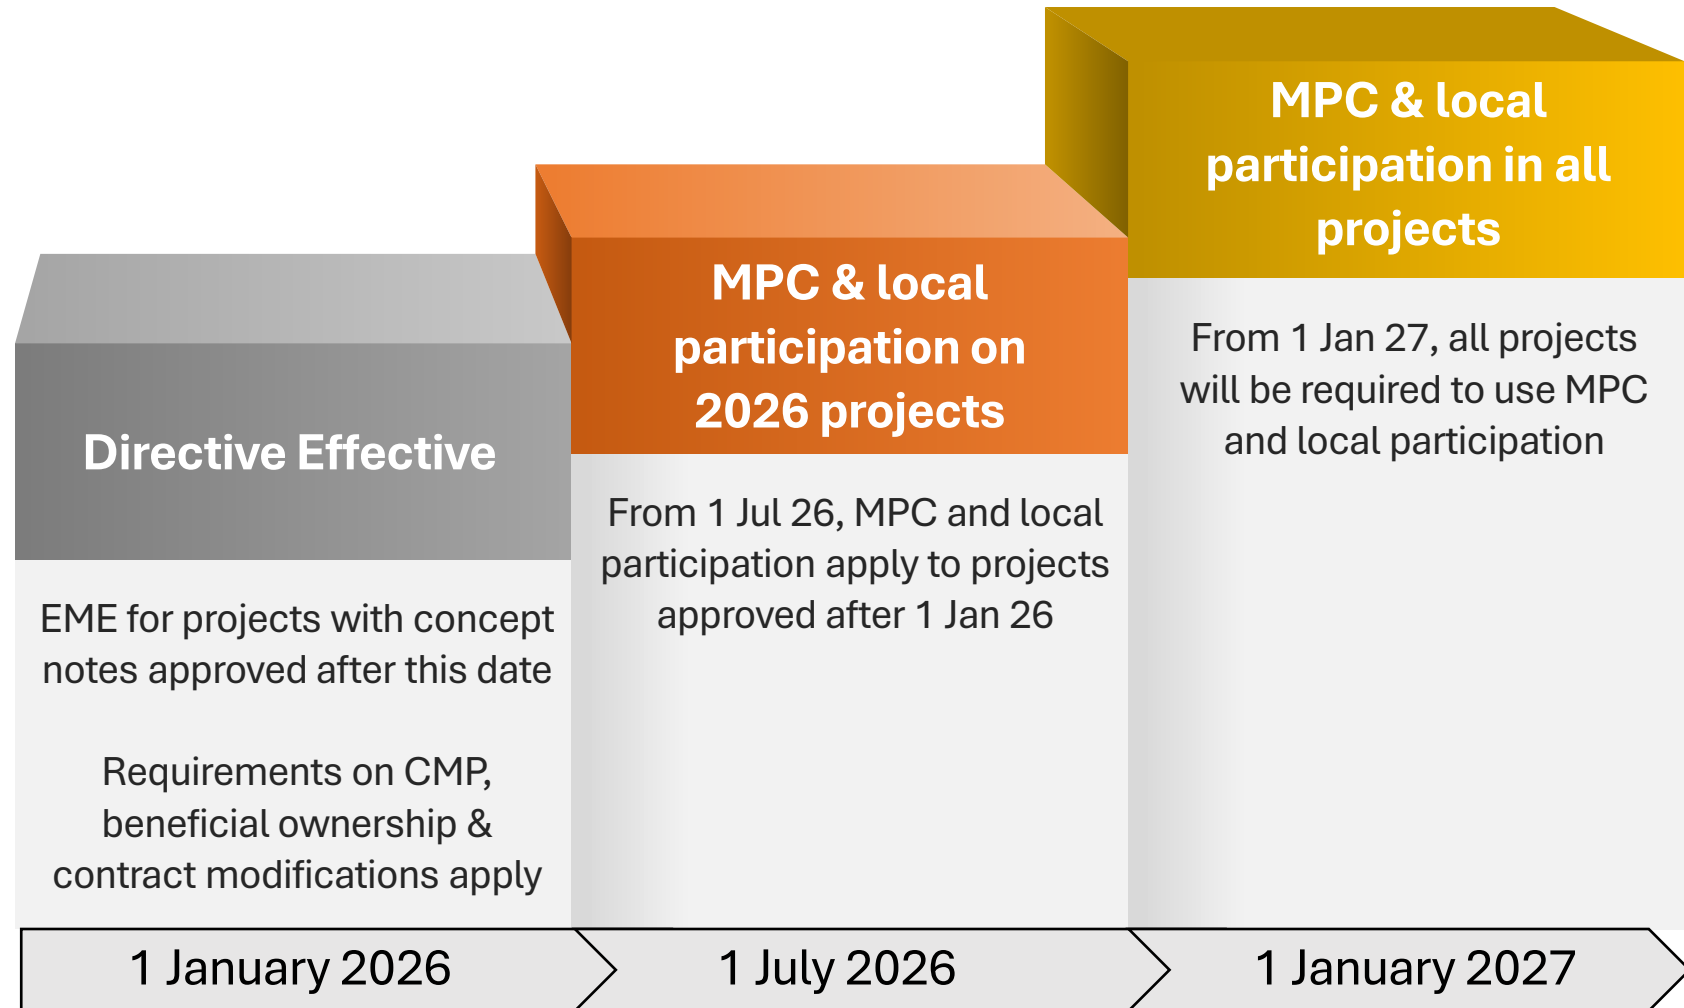 Directive Effective
EME for projects with concept
notes approved after this date
Requirements on CMP,
beneficial ownership &
contract modifications apply
1 January 2026
MPC & local
participation on
2026 projects
From 1 Jul 26, MPC and local
participation apply to projects
approved after 1 Jan 26
1 July 2026
MPC & local
participation in all
projects
From 1 Jan 27, all projects
will be required to use MPC
and local participation
1 January 2027